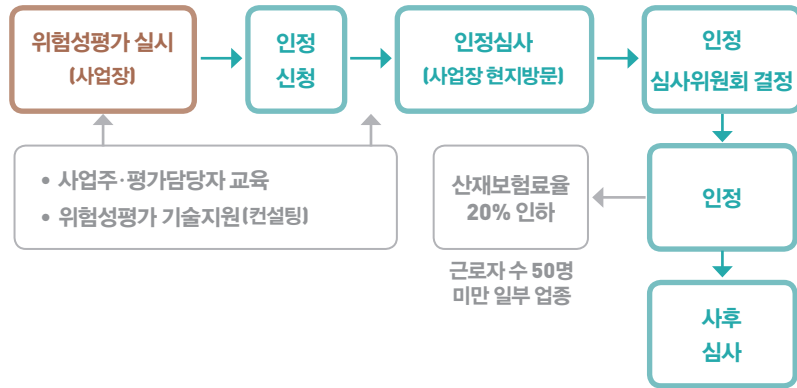 위험성평가 실시
(사업장)
인정
신청
인정심사
(사업장 현지방문)
인정
심사위원회 결정
• 사업주·평가담당자 교육
• 위험성평가 기술지원(컨설팅)
산재보험료율
20% 인하
근로자 수 50명
미만 일부 업종
인정
사후
심사